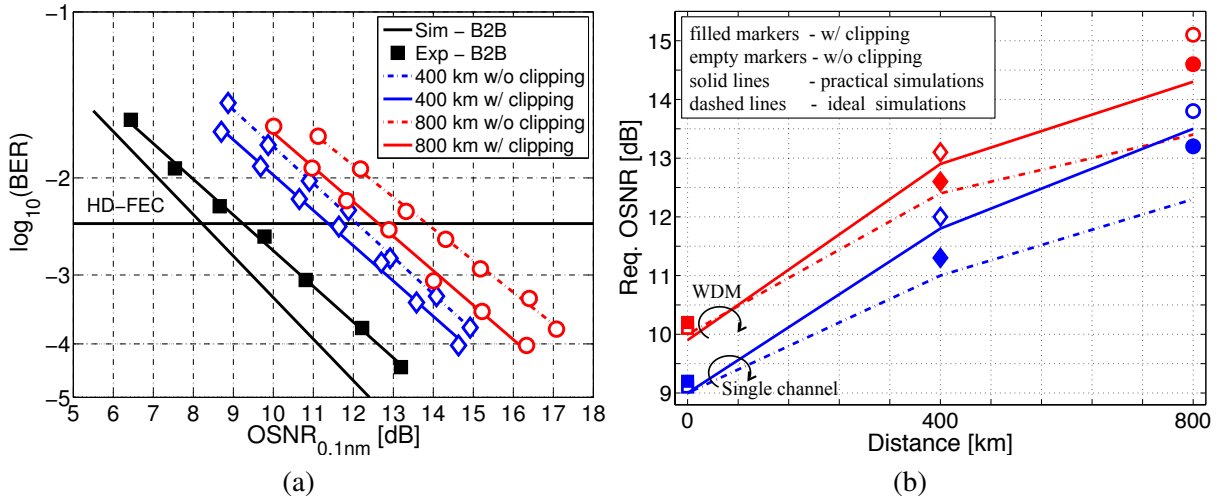 -1
-2
-3
-4
-5
log10(BER)
HD−FEC
Sim − B2B
Exp − B2B
400 km w/o clipping
400 km w/ clipping
800 km w/o clipping
800 km w/ clipping
5 6 7 8 9 10 11 12 13 14 15 16 17 18
OSNR0.1nm [dB]
(a)
15
14
13
12
11
10
9
Req. OSNR [dB]
filled markers - w/ clipping
empty markers - w/o clipping
solid lines - practical simulations
dashed lines - ideal simulations
WDM
Single channel
0 400 800
Distance [km]
(b)